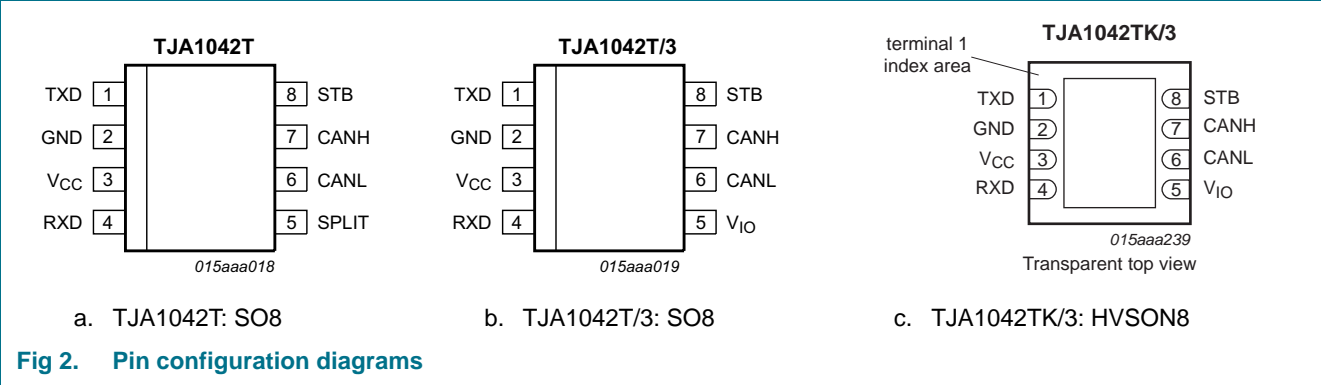 TJA1042T
TXD 1
8 STB
GND 2
7 CANH
VCC 3
6 CANL
RXD 4
5 SPLIT
015aaa018
a. TJA1042T: SO8
TJA1042T/3
TXD 1
8 STB
GND 2
7 CANH
VCC 3
6 CANL
RXD 4
5 VIO
015aaa019
b. TJA1042T/3: SO8
TJA1042TK/3
terminal 1
index area
TXD 1
8 STB
GND 2
7 CANH
VCC 3
6 CANL
RXD 4
5 VIO
015aaa239
Transparent top view
c. TJA1042TK/3: HVSON8
Fig 2. Pin configuration diagrams